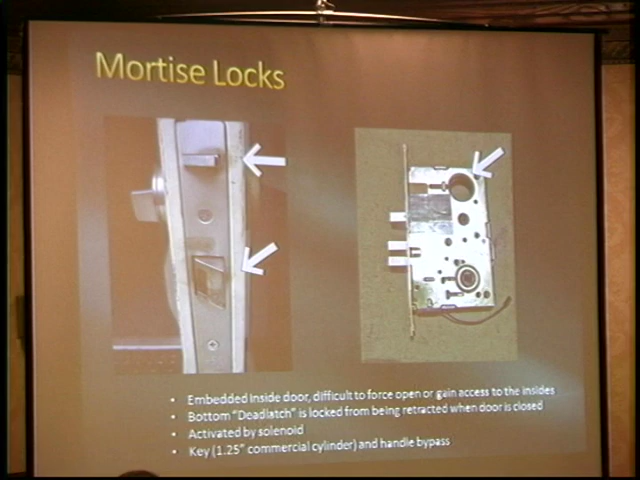 Mortise Locks
• Embedded inside door, difficult to force open or gain access to the insides
• Bottom "Deadlatch" is locked from being retracted when door is closed
• Activated by solenoid
• Key (1.25" commercial cylinder) and handle bypass